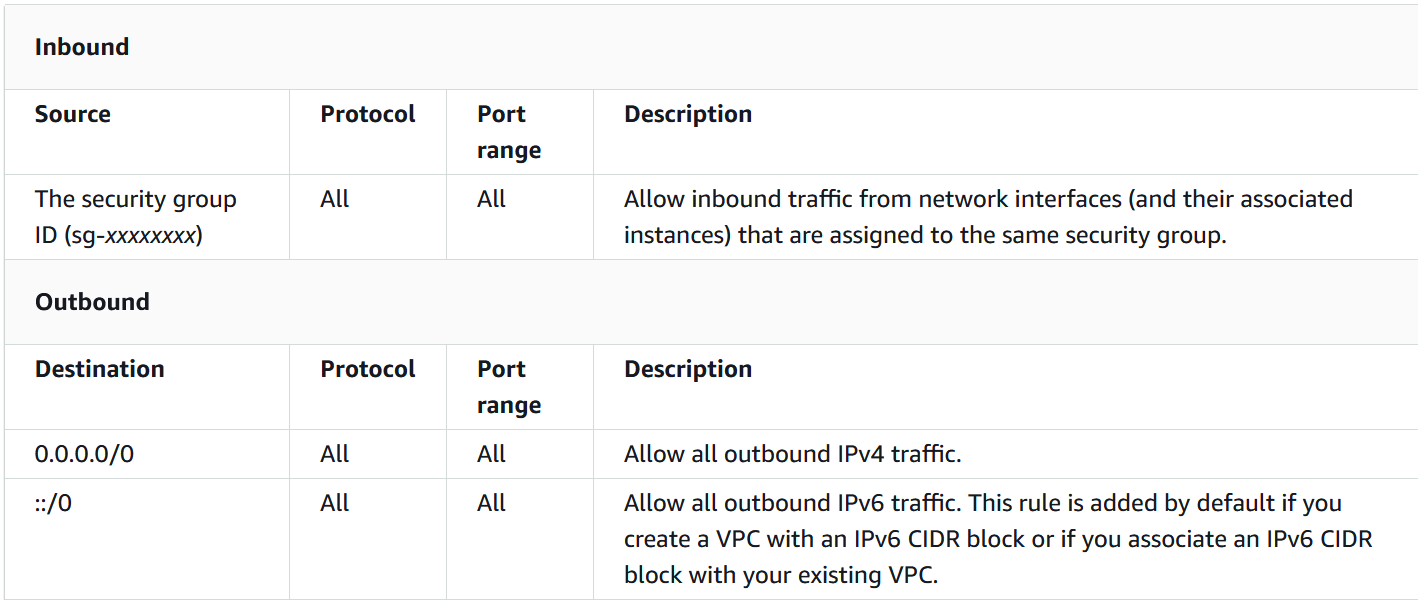 Inbound
Source Protocol Port range Description
The security group ID (sg-xxxxxxxx) All All Allow inbound traffic from network interfaces (and their associated instances) that are assigned to the same security group.
Outbound
Destination Protocol Port range Description
0.0.0.0/0 All All Allow all outbound IPv4 traffic.
::/0 All All Allow all outbound IPv6 traffic. This rule is added by default if you create a VPC with an IPv6 CIDR block or if you associate an IPv6 CIDR block with your existing VPC.